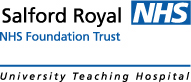 Salford Royal NHS
NHS Foundation Trust
University Teaching Hospital